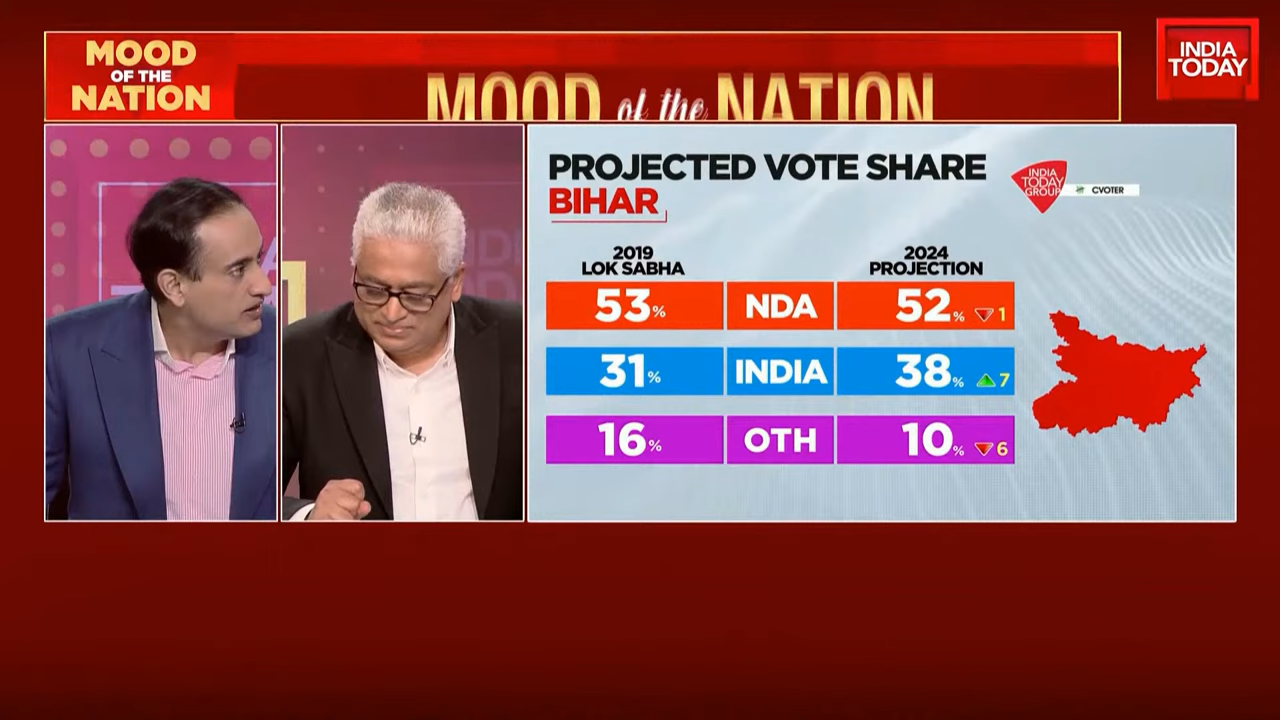 MOOD
OF THE
NATION
MOOD of the NATION
INDIA
TODAY
PROJECTED VOTE SHARE
BIHAR
INDIA
TODAY
GROUP
CVOTER
2019
LOK SABHA
2024
PROJECTION
53% NDA 52% 1
31% INDIA 38% 7
16% OTH 10% 6